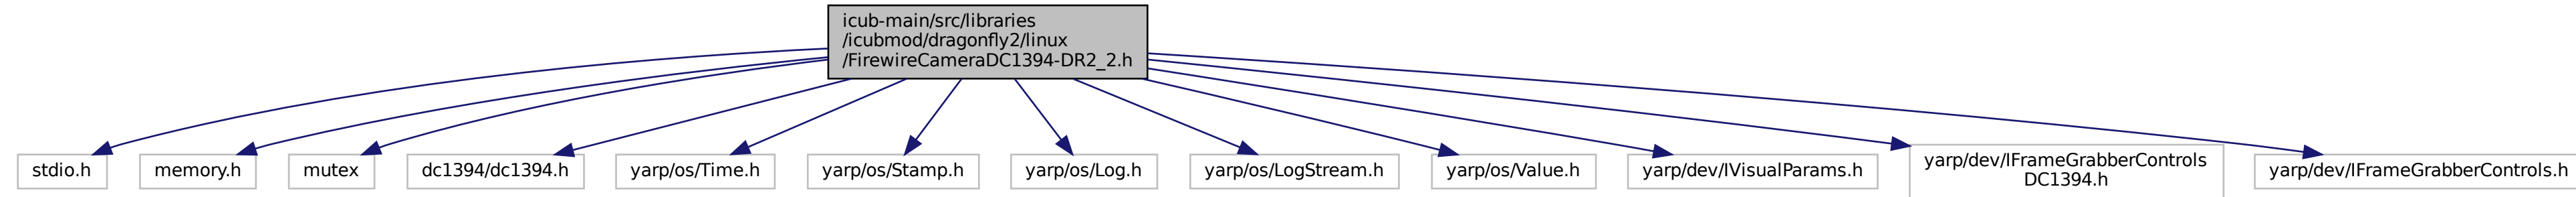 icub-main/src/libraries
/icubmod/dragonfly2/linux
/FirewireCameraDC1394-DR2_2.h
stdio.h
memory.h
mutex
dc1394/dc1394.h
yarp/os/Time.h
yarp/os/Stamp.h
yarp/os/Log.h
yarp/os/LogStream.h
yarp/os/Value.h
yarp/dev/IVisualParams.h
yarp/dev/IFrameGrabberControls
DC1394.h
yarp/dev/IFrameGrabberControls.h